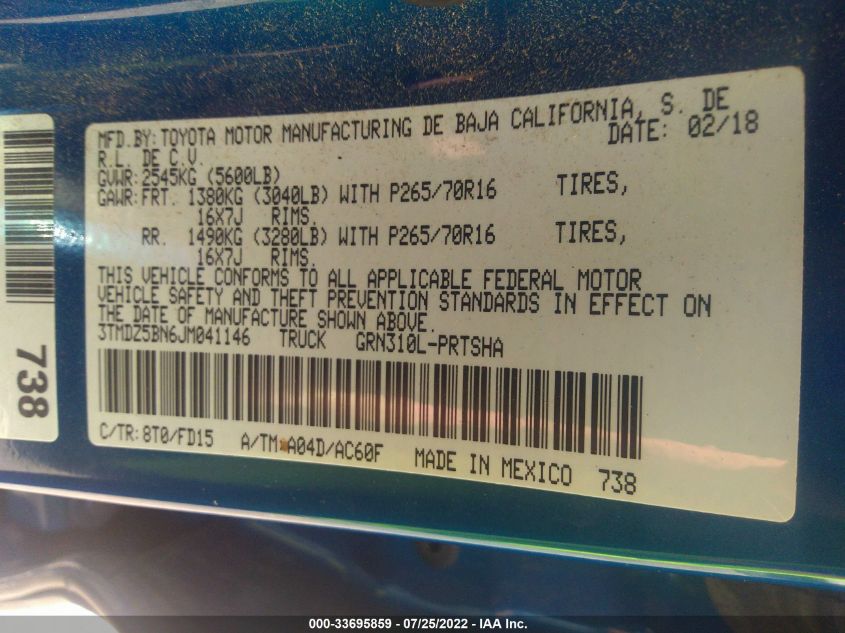 MFD.BY:TOYOTA MOTOR MANUFACTURING DE BAJA CALIFORNIA, S. DE
R.L. DE C.V. DATE: 02/18
GVWR:2545KG (5600LB)
GAWR:FRT. 1380KG (3040LB) WITH P265/70R16 TIRES,
16X7J RIMS,
RR. 1490KG (3280LB) WITH P265/70R16 TIRES,
16X7J RIMS.
THIS VEHICLE CONFORMS TO ALL APPLICABLE FEDERAL MOTOR
VEHICLE SAFETY AND THEFT PREVENTION STANDARDS IN EFFECT ON
THE DATE OF MANUFACTURE SHOWN ABOVE.
3TMDZ5BN6JM041146 TRUCK GRN310L-PRTSHA
C/TR:8T0/FD15 A/TM:A04D/AC60F MADE IN MEXICO 738
738
000-33695859 / 07/25/2022 - IAA Inc.